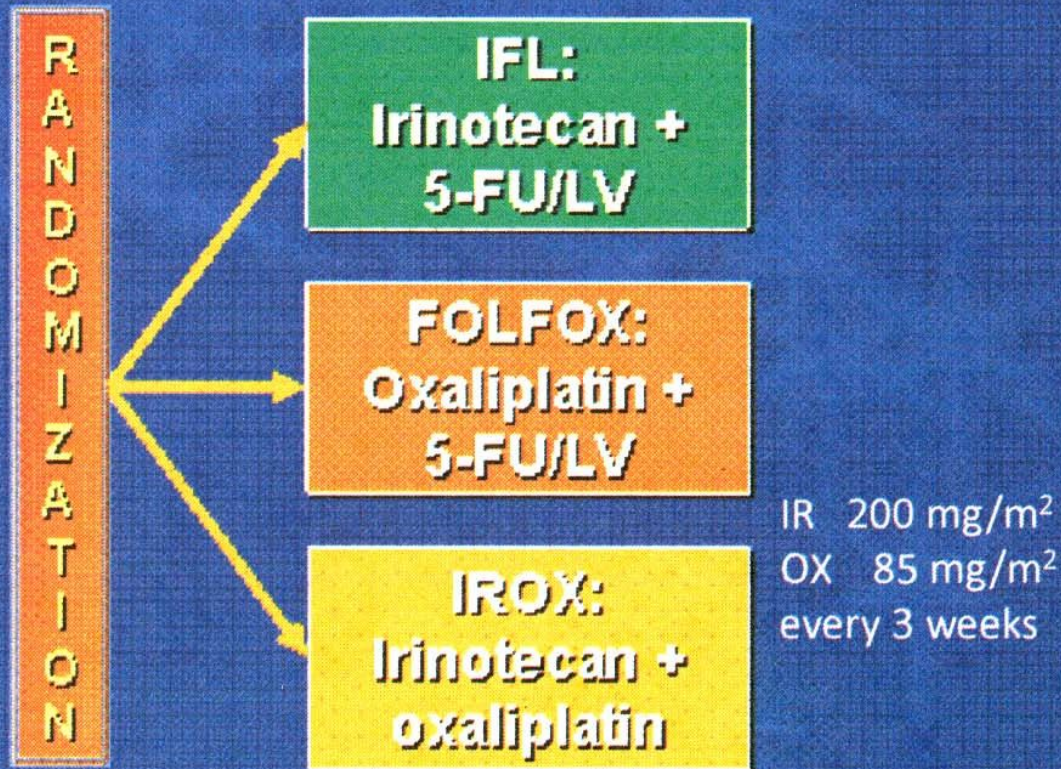 RANDOMIZATION
IFL:
Irinotecan +
5-FU/LV
FOLFOX:
Oxaliplatin +
5-FU/LV
IROX:
Irinotecan +
oxaliplatin
IR 200 mg/m²
OX 85 mg/m²
every 3 weeks